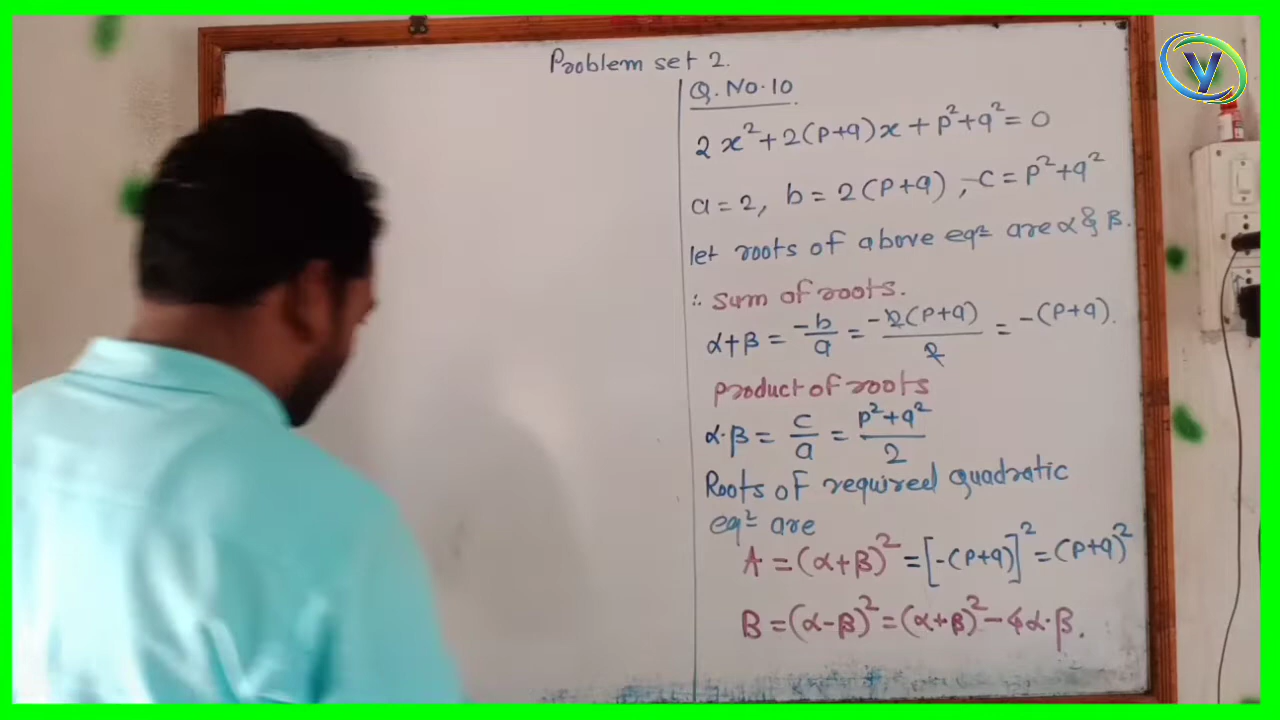 Problem set 2.
Q. No. 10
2x² + 2(p+q)x + p² + q² = 0
a = 2, b = 2(p+q), c = p² + q²
let roots of above eqⁿ are α & β.
∴ sum of roots.
α+β = -b/a = -2(p+q)/2 = -(p+q).
product of roots
α·β = c/a = p²+q²/2
Roots of required quadratic
eqⁿ are
A = (α+β)² = [-(p+q)]² = (p+q)²
B = (α-β)² = (α+β)² - 4α·β.
Y